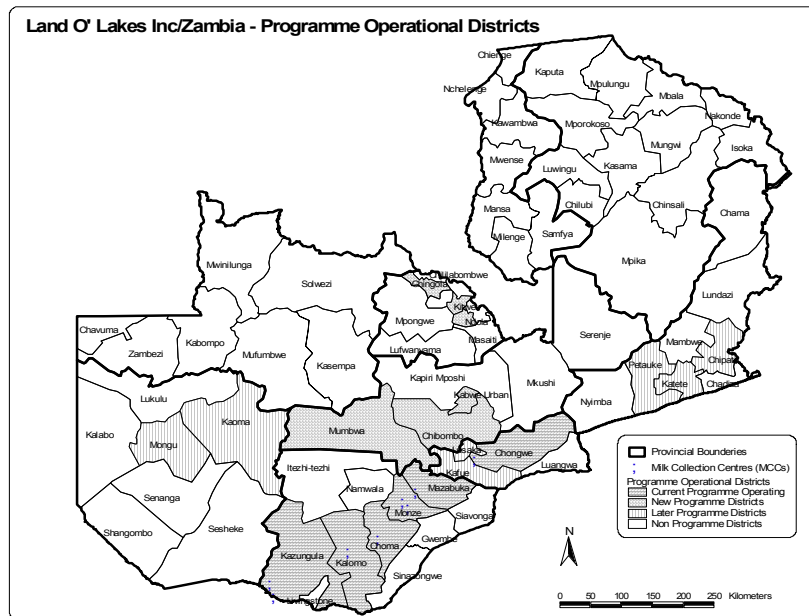 Land O' Lakes Inc/Zambia - Programme Operational Districts
Chienge
Kaputa
Mpulungu
Nchelenge
Mbala
Nakonde
Kawambwa
Mporokoso
Mungwi
Isoka
Mwense
Luwingu
Kasama
Mansa
Chilubi
Chinsali
Chama
Milenge
Samfya
Mpika
Mwinilunga
Solwezi
Chililabombwe
Chingola
Lundazi
Kitwe
Ndola
Mpongwe
Masaiti
Serenje
Mambwe
Chavuma
Zambezi
Kabompo
Mufumbwe
Kasempa
Lufwanyama
Chipata
Petauke
Katete
Chadiza
Kapiri Mposhi
Mkushi
Nyimba
Lukulu
Kaoma
Kabwe Urban
Kalabo
Mongu
Mumbwa
Chibombo
Chongwe
Lusaka
Kafue
Luangwa
Itezhi-tezhi
Namwala
Mazabuka
Senanga
Monze
Siavonga
Shangombo
Sesheke
Gwembe
Choma
Kazungula
Kalomo
Sinazongwe
Livingstone
Provincial Bounderies
Milk Collection Centres (MCCs)
Programme Operational Districts
Current Programme Operating
New Programme Districts
Later Programme Districts
Non Programme Districts
N
50 0 50 100 150 200 250 Kilometers